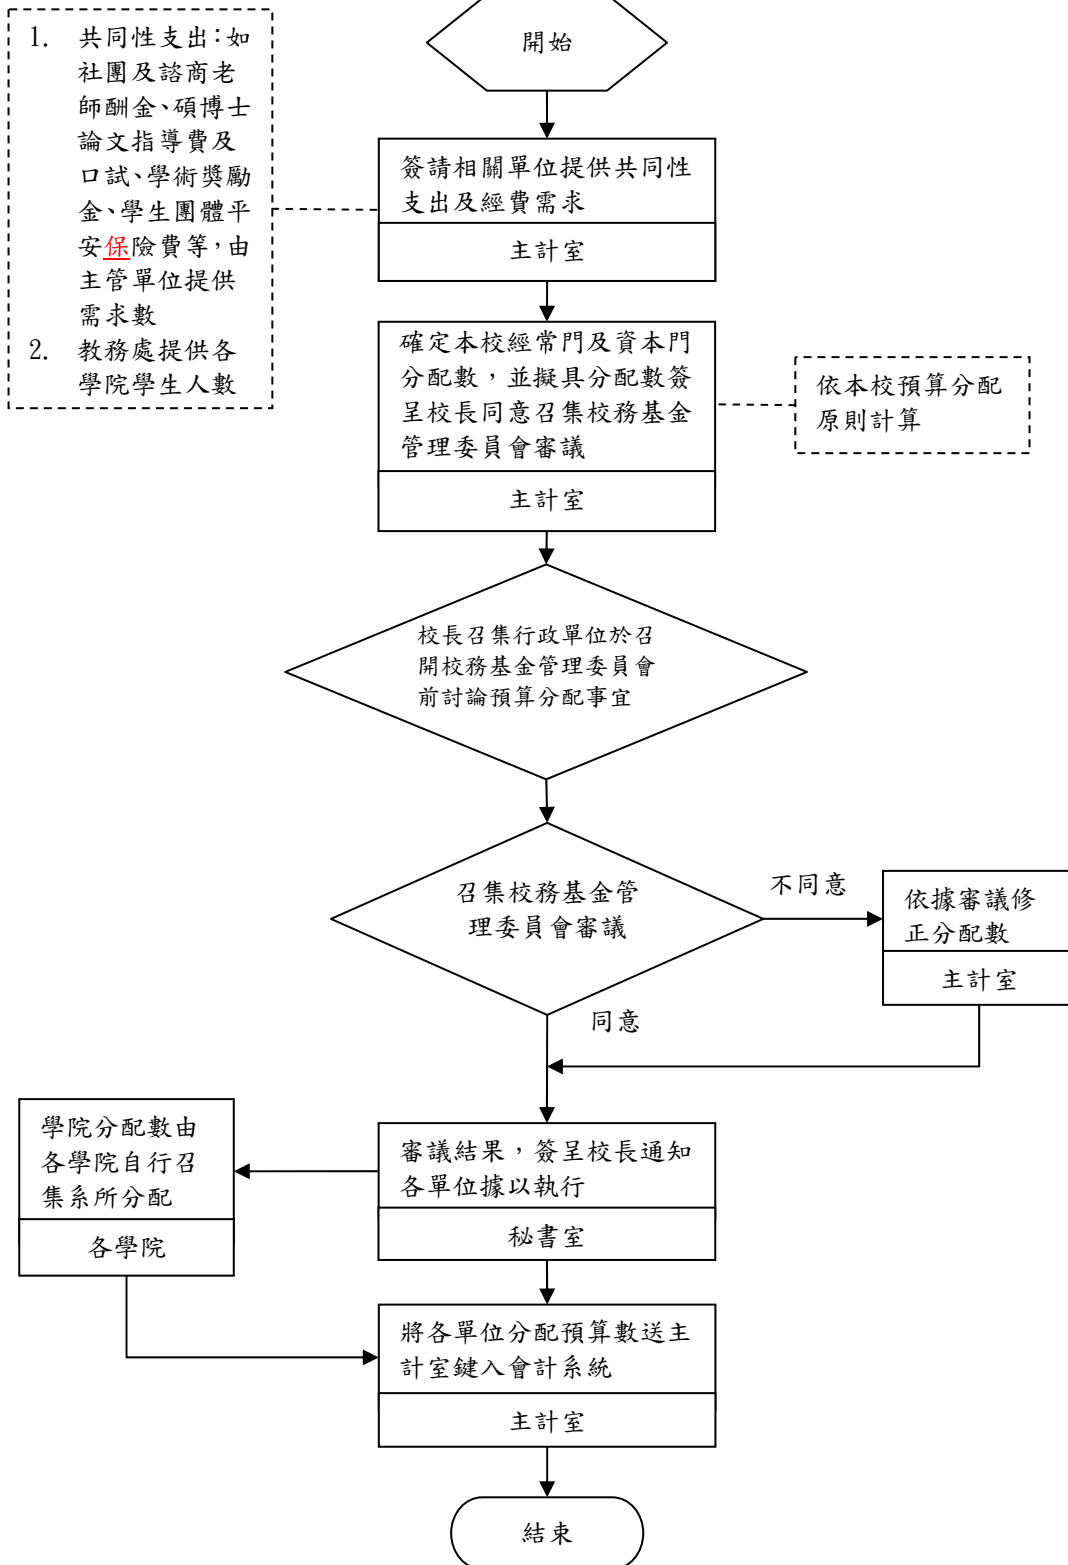 1. 共同性支出：如
社團及諮商老
師酬金、碩博士
論文指導費及
口試、學術獎勵
金、學生團體平
安保險費等，由
主管單位提供
需求數
2. 教務處提供各
學院學生人數
開始
簽請相關單位提供共同性
支出及經費需求
主計室
確定本校經常門及資本門
分配數，並擬具分配數簽
呈校長同意召集校務基金
管理委員會審議
主計室
依本校預算分配
原則計算
校長召集行政單位於召
開校務基金管理委員會
前討論預算分配事宜
召集校務基金管
理委員會審議
不同意
依據審議修
正分配數
主計室
同意
學院分配數由
各學院自行召
集系所分配
各學院
審議結果，簽呈校長通知
各單位據以執行
秘書室
將各單位分配預算數送主
計室鍵入會計系統
主計室
結束